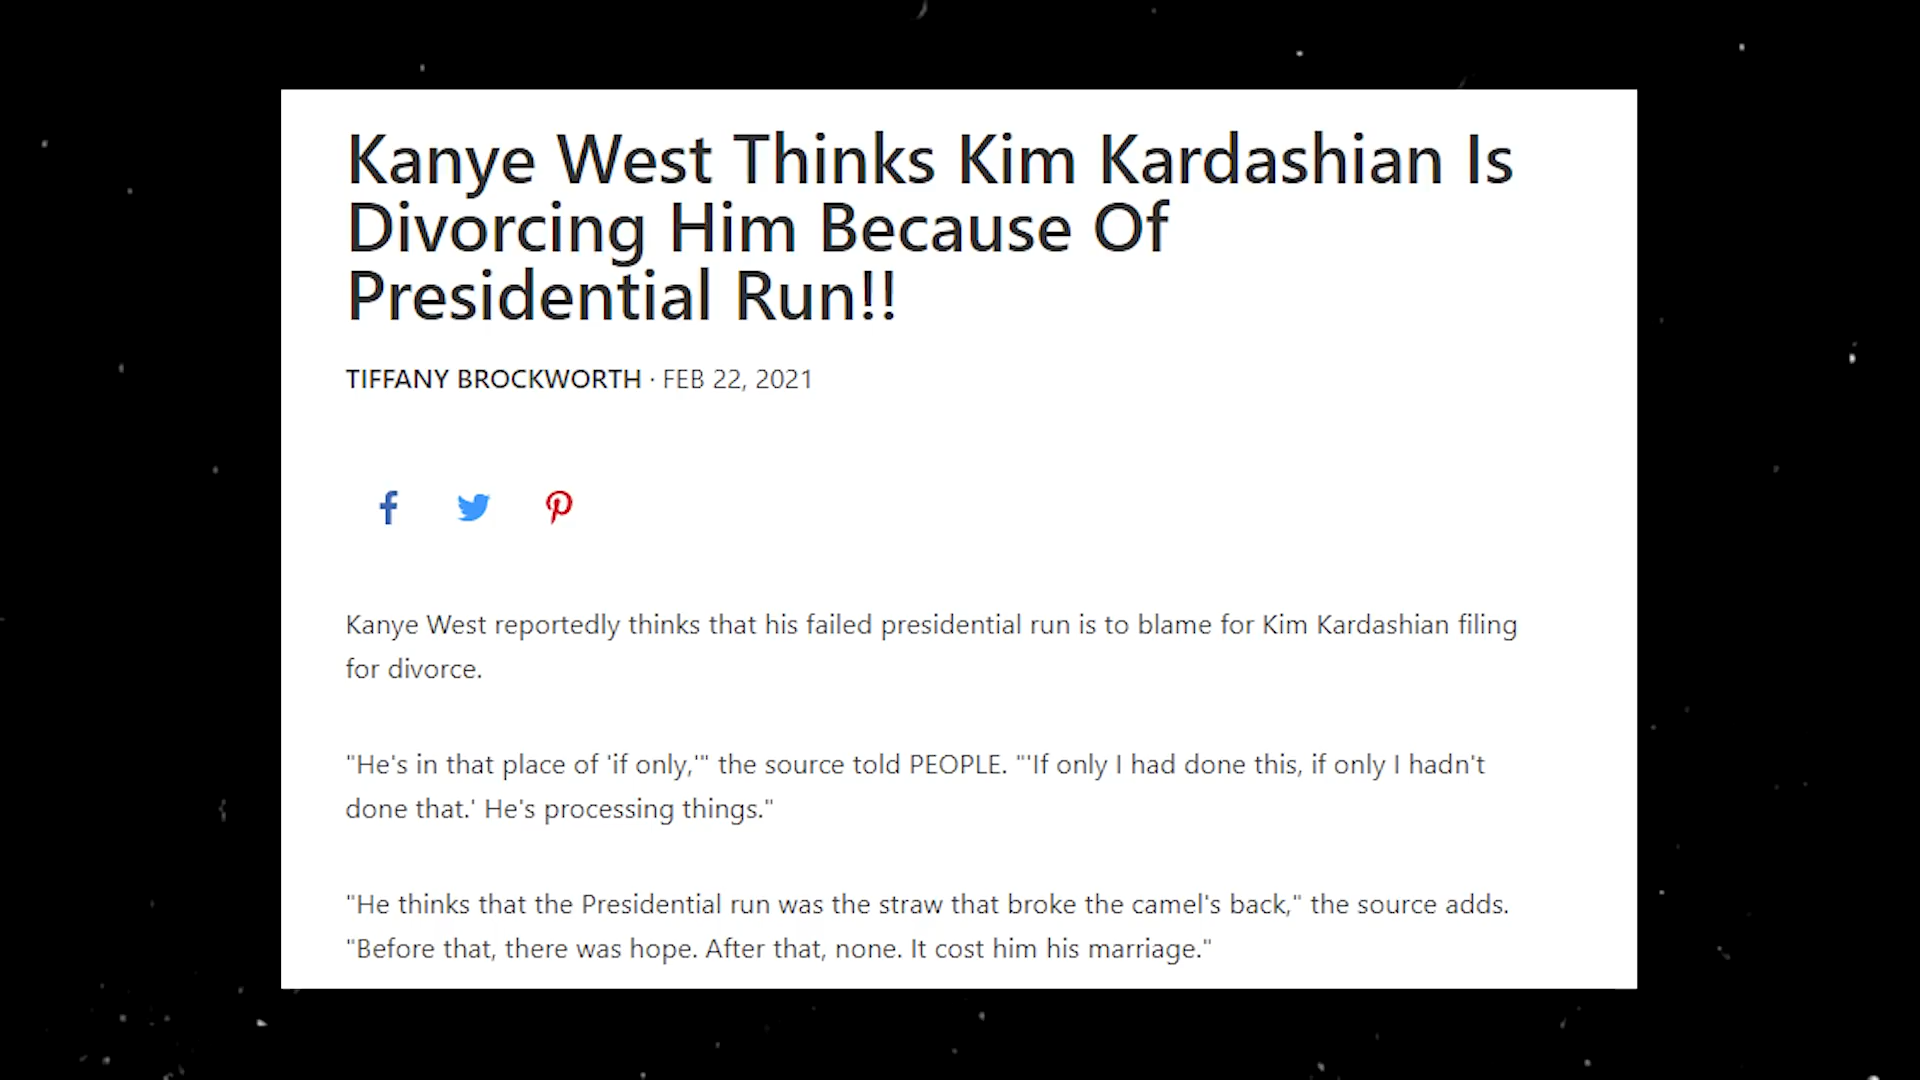 Kanye West Thinks Kim Kardashian Is
Divorcing Him Because Of
Presidential Run!!
TIFFANY BROCKWORTH · FEB 22, 2021
Kanye West reportedly thinks that his failed presidential run is to blame for Kim Kardashian filing
for divorce.
"He's in that place of 'if only,'" the source told PEOPLE. "'If only I had done this, if only I hadn't
done that.' He's processing things."
"He thinks that the Presidential run was the straw that broke the camel's back," the source adds.
"Before that, there was hope. After that, none. It cost him his marriage."